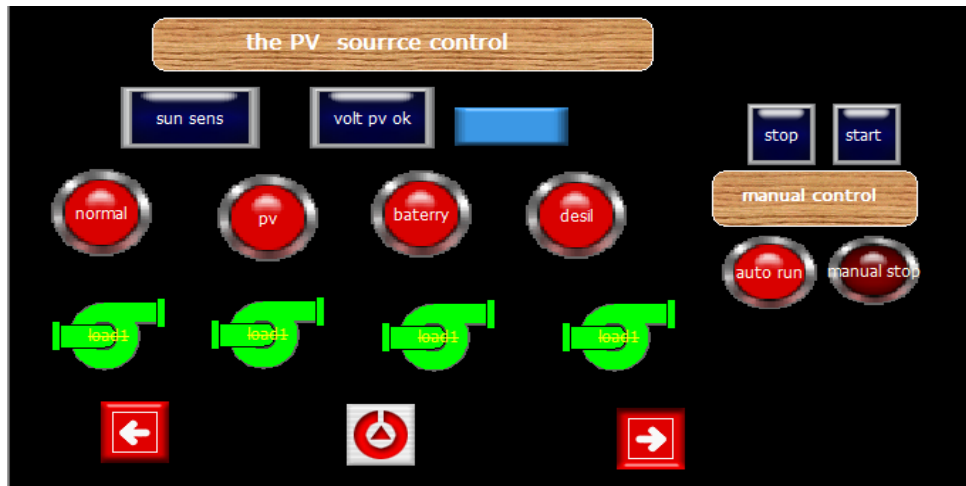 the PV sourrce control
sun sens
volt pv ok
stop
start
manual control
normal
pv
baterry
desil
auto run
manual stop
load1
load1
load1
load1